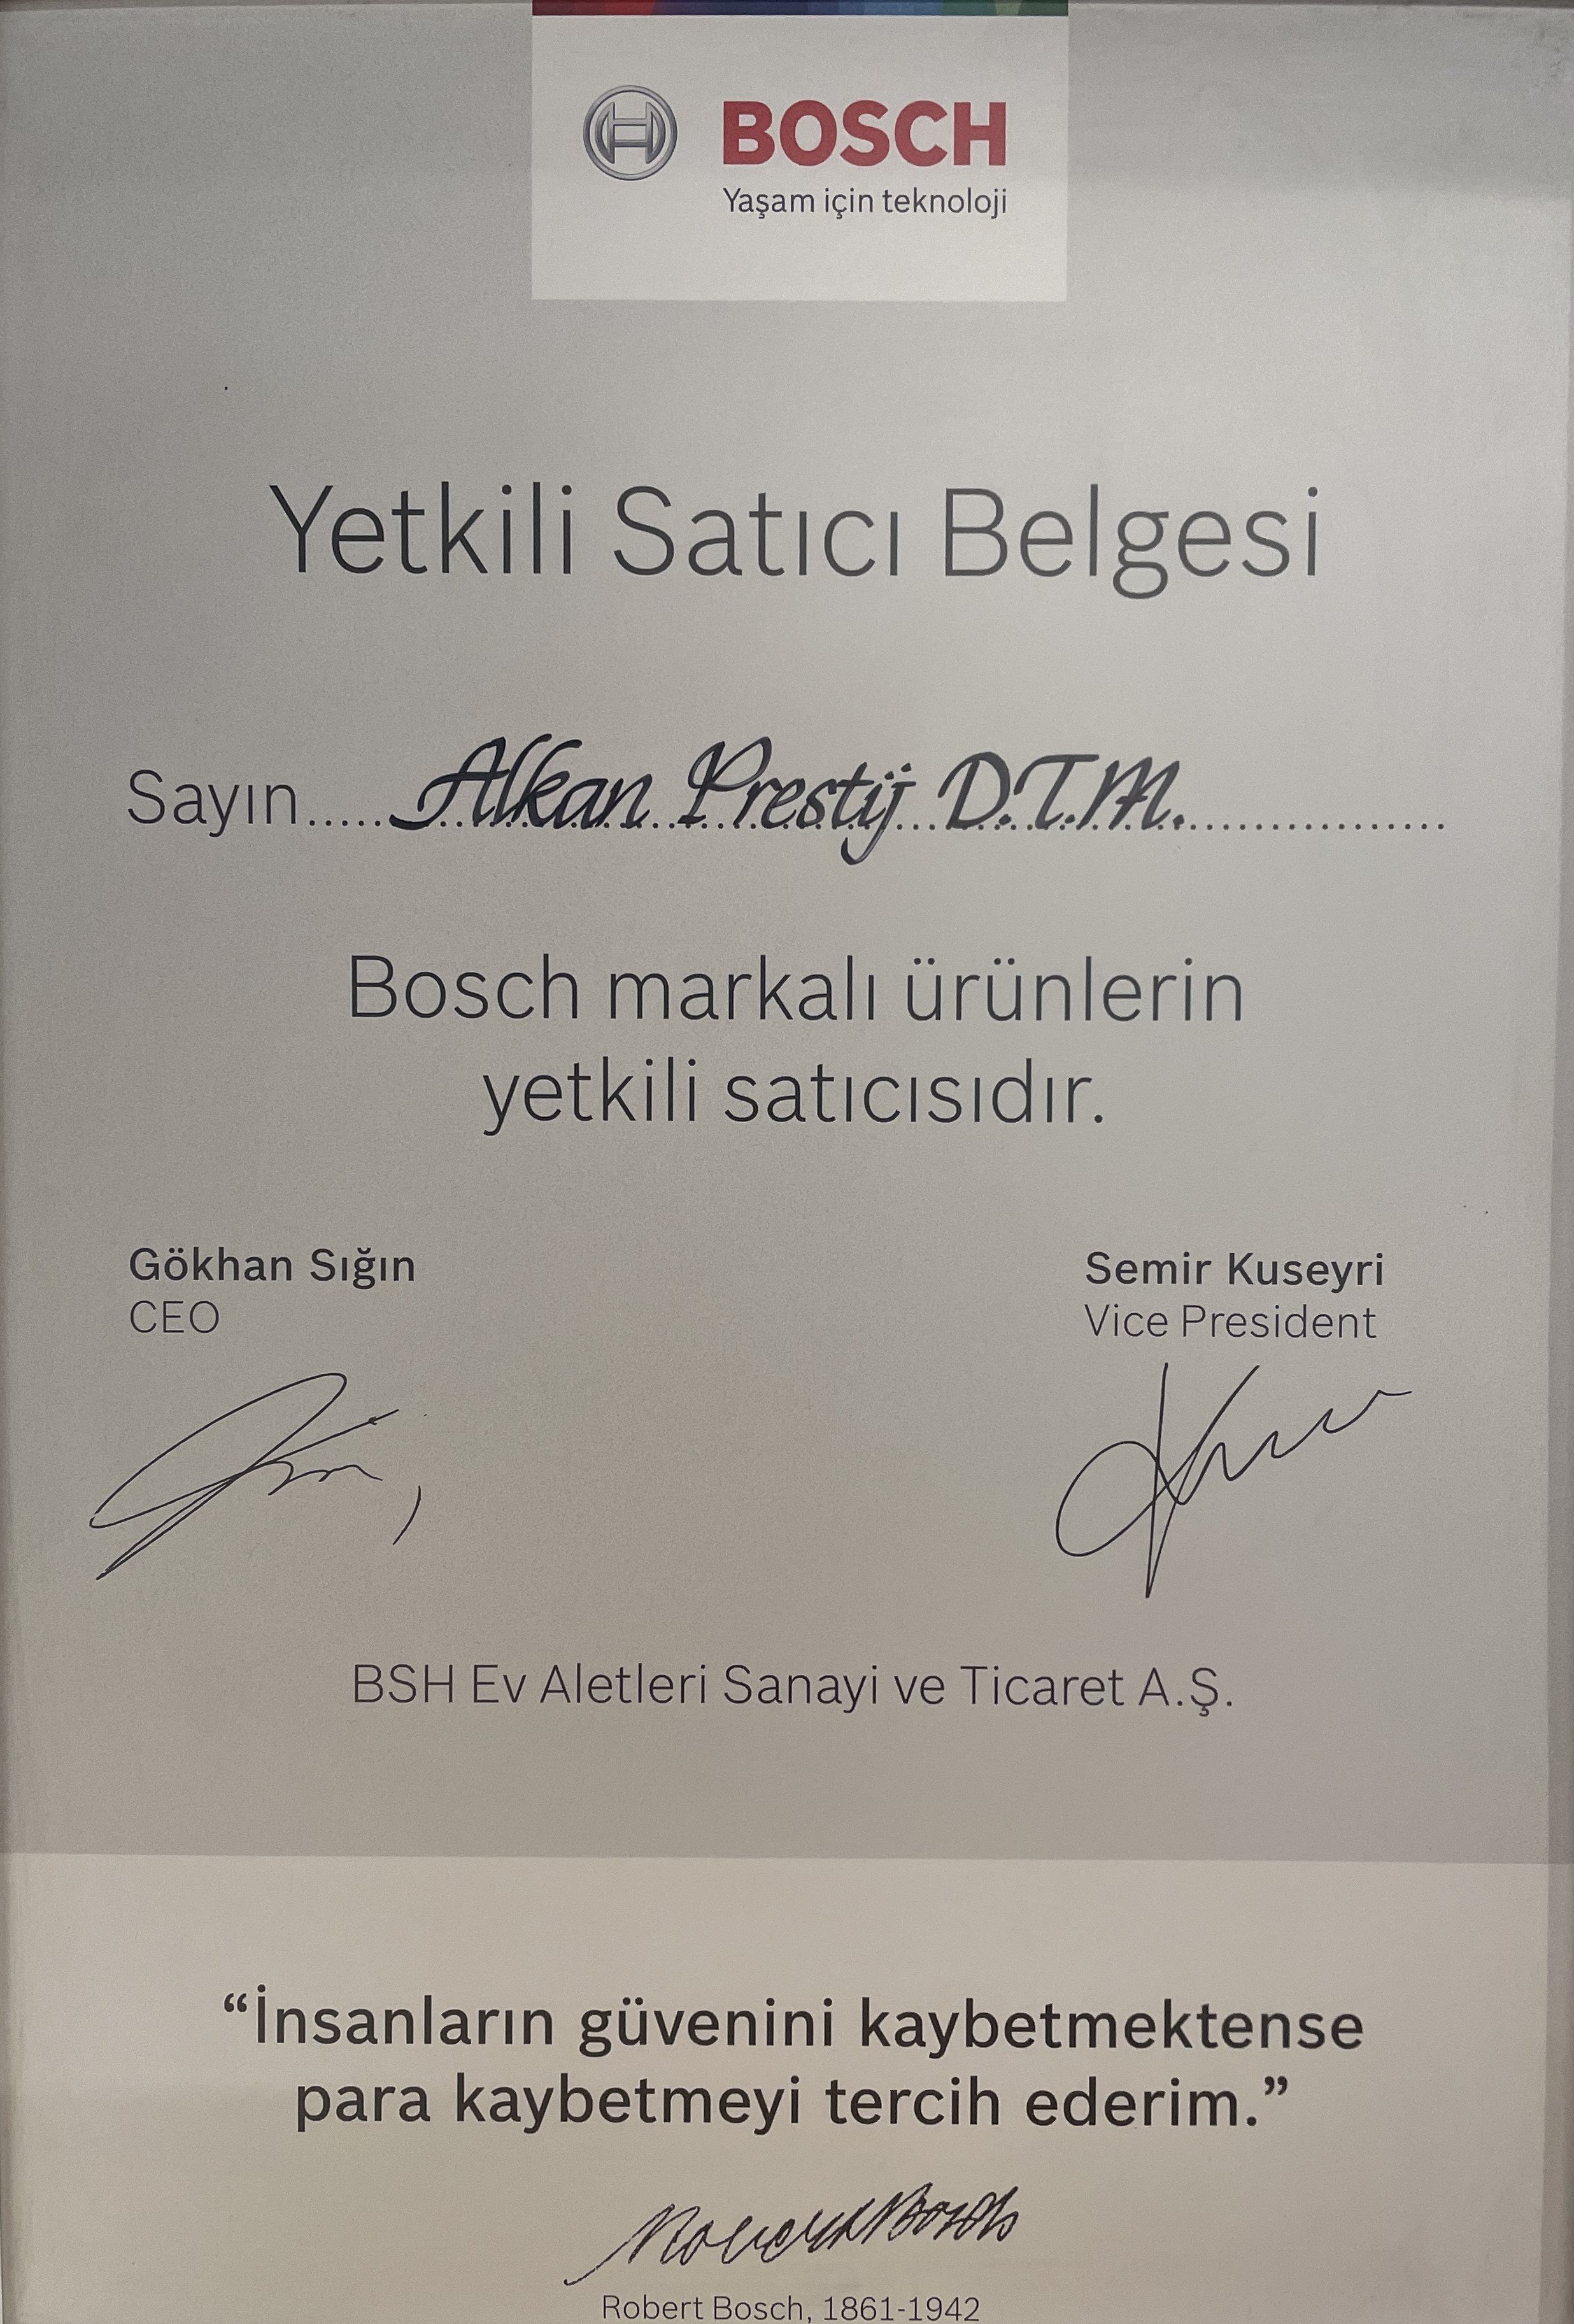 BOSCH
Yaşam için teknoloji
Yetkili Satıcı Belgesi
Sayın.....Alkan Prestij D.T.M...................
Bosch markalı ürünlerin
yetkili satıcısıdır.
Gökhan Sığın
CEO
Semir Kuseyri
Vice President
BSH Ev Aletleri Sanayi ve Ticaret A.Ş.
“İnsanların güvenini kaybetmektense
para kaybetmeyi tercih ederim.”
Robert Bosch
Robert Bosch, 1861-1942